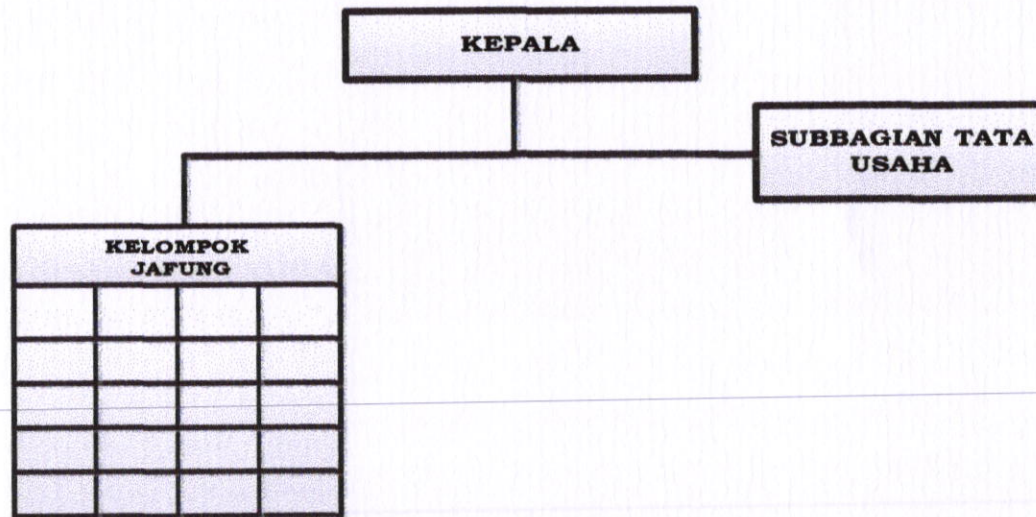 KEPALA
SUBBAGIAN TATA
USAHA
KELOMPOK
JAFUNG